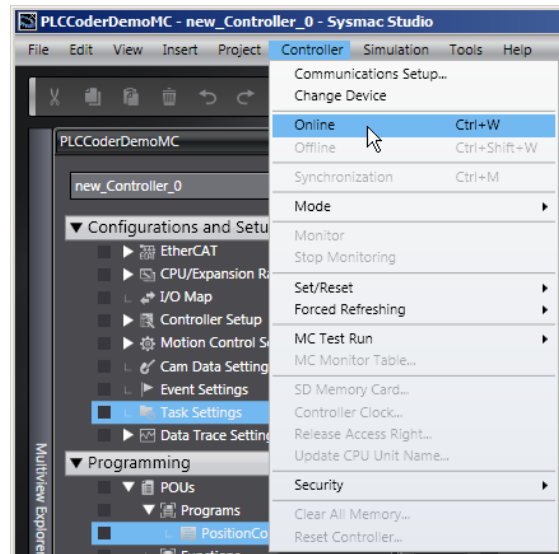 PLCCoderDemoMC - new_Controller_0 - Sysmac Studio
File Edit View Insert Project Controller Simulation Tools Help
Communications Setup...
Change Device
Online Ctrl+W
Offline Ctrl+Shift+W
Synchronization Ctrl+M
Mode
Monitor
Stop Monitoring
Set/Reset
Forced Refreshing
MC Test Run
MC Monitor Table...
SD Memory Card...
Controller Clock...
Release Access Right...
Update CPU Unit Name...
Security
Clear All Memory...
Reset Controller...
Multiview Explorer
PLCCoderDemoMC
new_Controller_0
Configurations and Setu
EtherCAT
CPU/Expansion Ra
I/O Map
Controller Setup
Motion Control Se
Cam Data Setting
Event Settings
Task Settings
Data Trace Setting
Programming
POUs
Programs
PositionCo
Functions